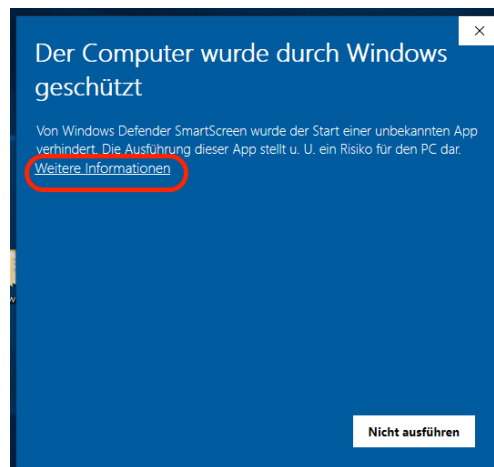 Der Computer wurde durch Windows
geschützt
Von Windows Defender SmartScreen wurde der Start einer unbekannten App
verhindert. Die Ausführung dieser App stellt u. U. ein Risiko für den PC dar.
Weitere Informationen
w
Nicht ausführen